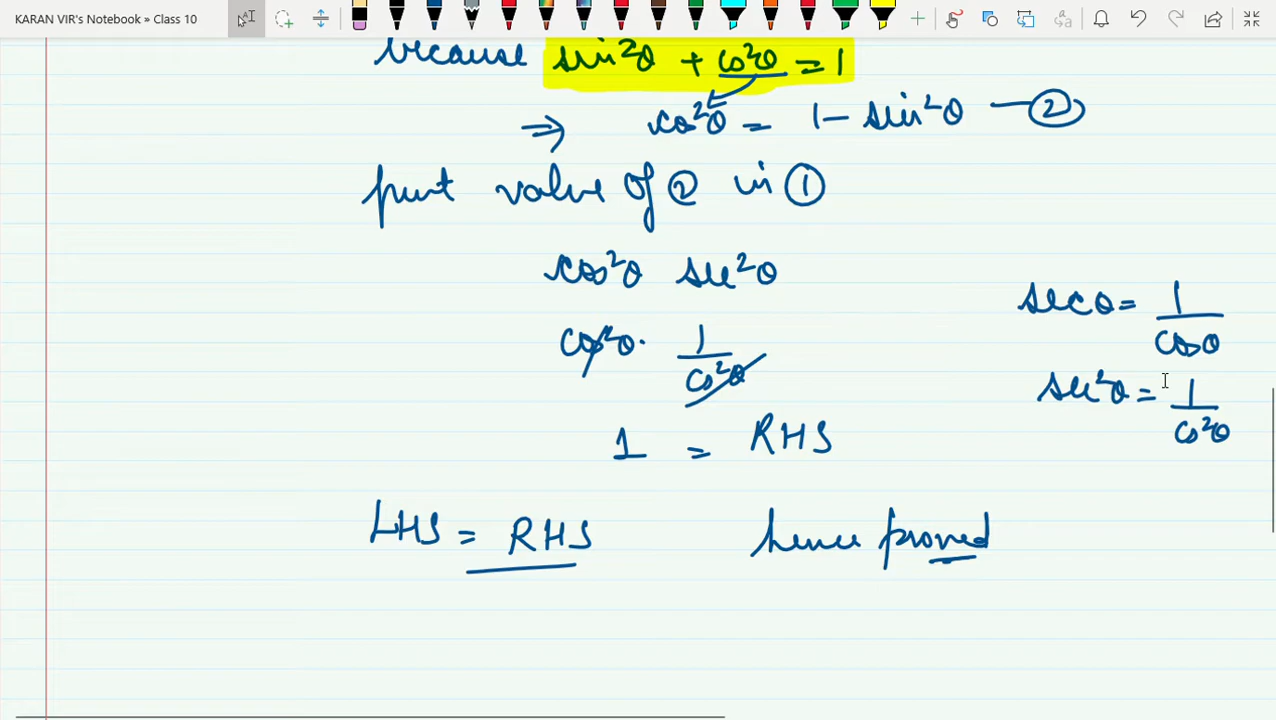 KARAN VIR's Notebook » Class 10
because sin²θ + cos²θ = 1
⇒ cos²θ = 1 - sin²θ — ②
put value of ② in ①
cos²θ sec²θ
cos²θ · 1/cos²θ
1 = RHS
LHS = RHS hence proved
secθ = 1/cosθ
sec²θ = 1/cos²θ